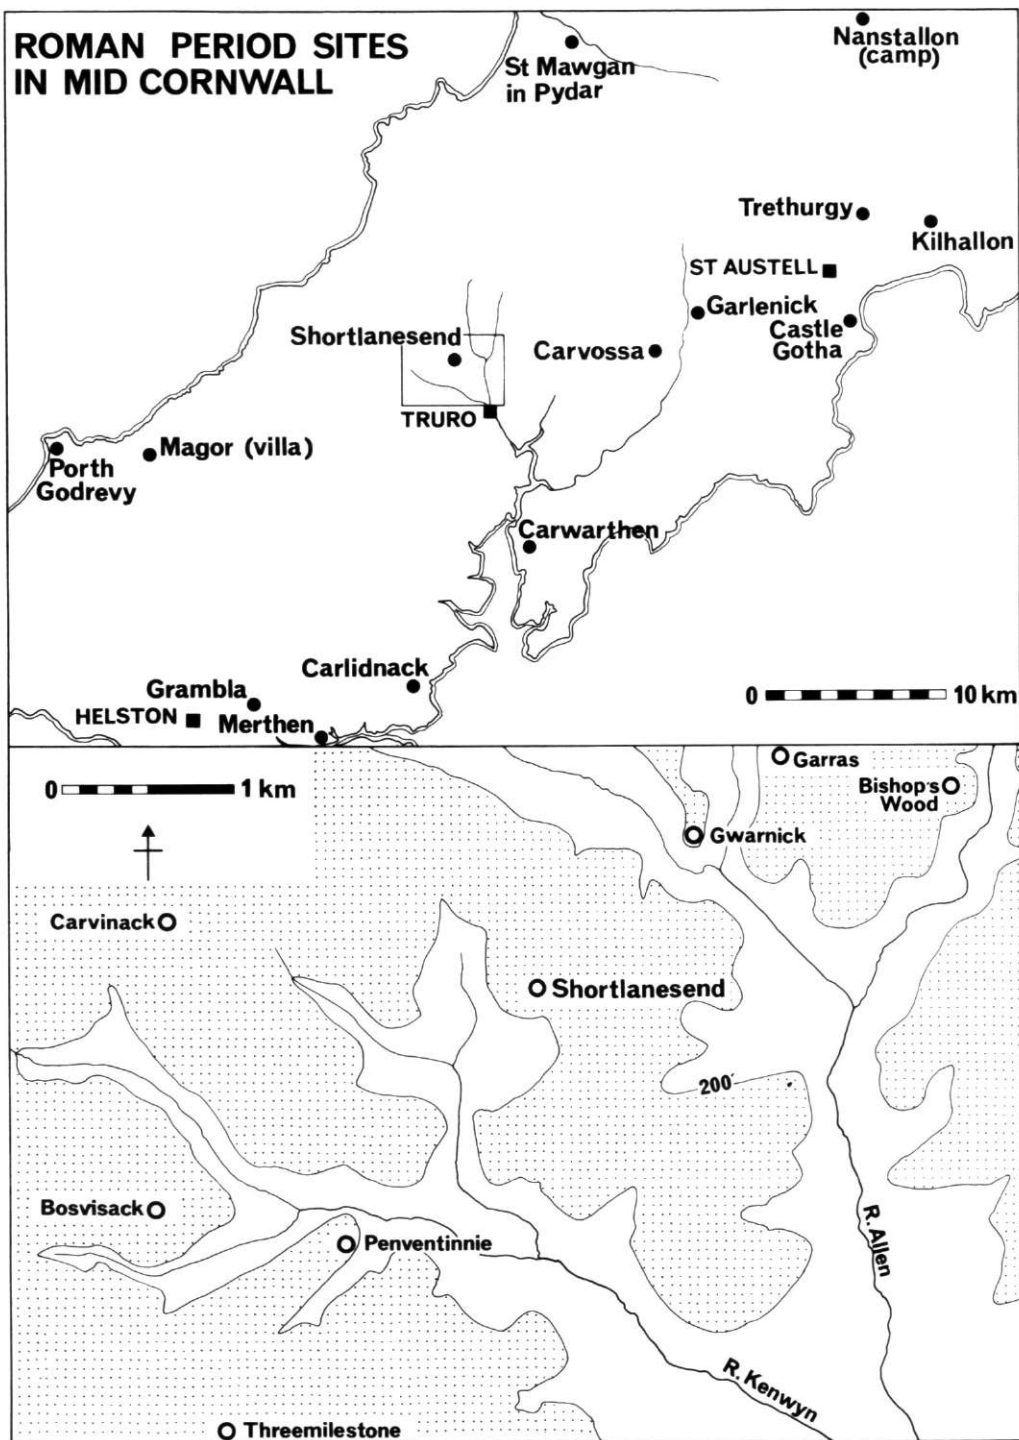 ROMAN PERIOD SITES
IN MID CORNWALL
St Mawgan
in Pydar
Nanstallon
(camp)
Trethurgy
Kilhallon
ST AUSTELL
Garlenick
Castle
Gotha
Shortlanesend
Carvossa
TRURO
Magor (villa)
Porth
Godrevy
Carwarthen
Carlidnack
Grambla
HELSTON
Merthen
0 10 km
0 1 km
Garras
Bishop's
Wood
Gwarnick
Carvinack
Shortlanesend
200'
Bosvisack
Penventinnie
R. Allen
R. Kenwyn
Threemilestone